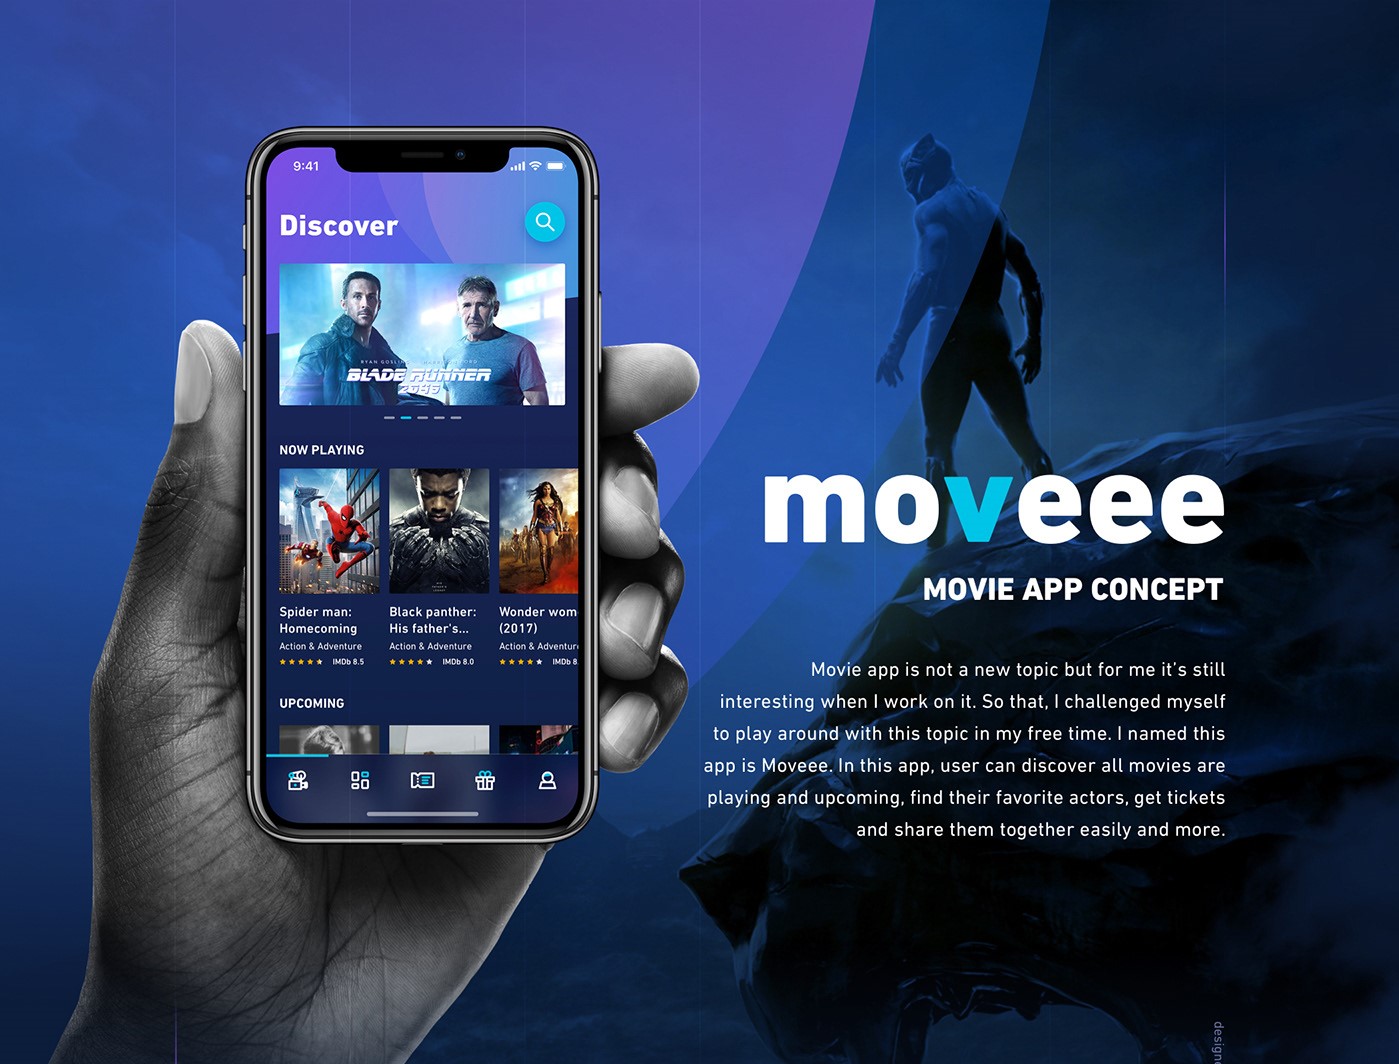 9:41
Discover
RYAN GOSLING
BLADE RUNNER
2049
NOW PLAYING
Spider man:
Homecoming
Action & Adventure
IMDb 8.5
Black panther:
His father's...
Action & Adventure
IMDb 8.0
Wonder wom
(2017)
Action & Adventure
IMDb 8.
UPCOMING
moveee
MOVIE APP CONCEPT
Movie app is not a new topic but for me it's still
interesting when I work on it. So that, I challenged myself
to play around with this topic in my free time. I named this
app is Moveee. In this app, user can discover all movies are
playing and upcoming, find their favorite actors, get tickets
and share them together easily and more.
design